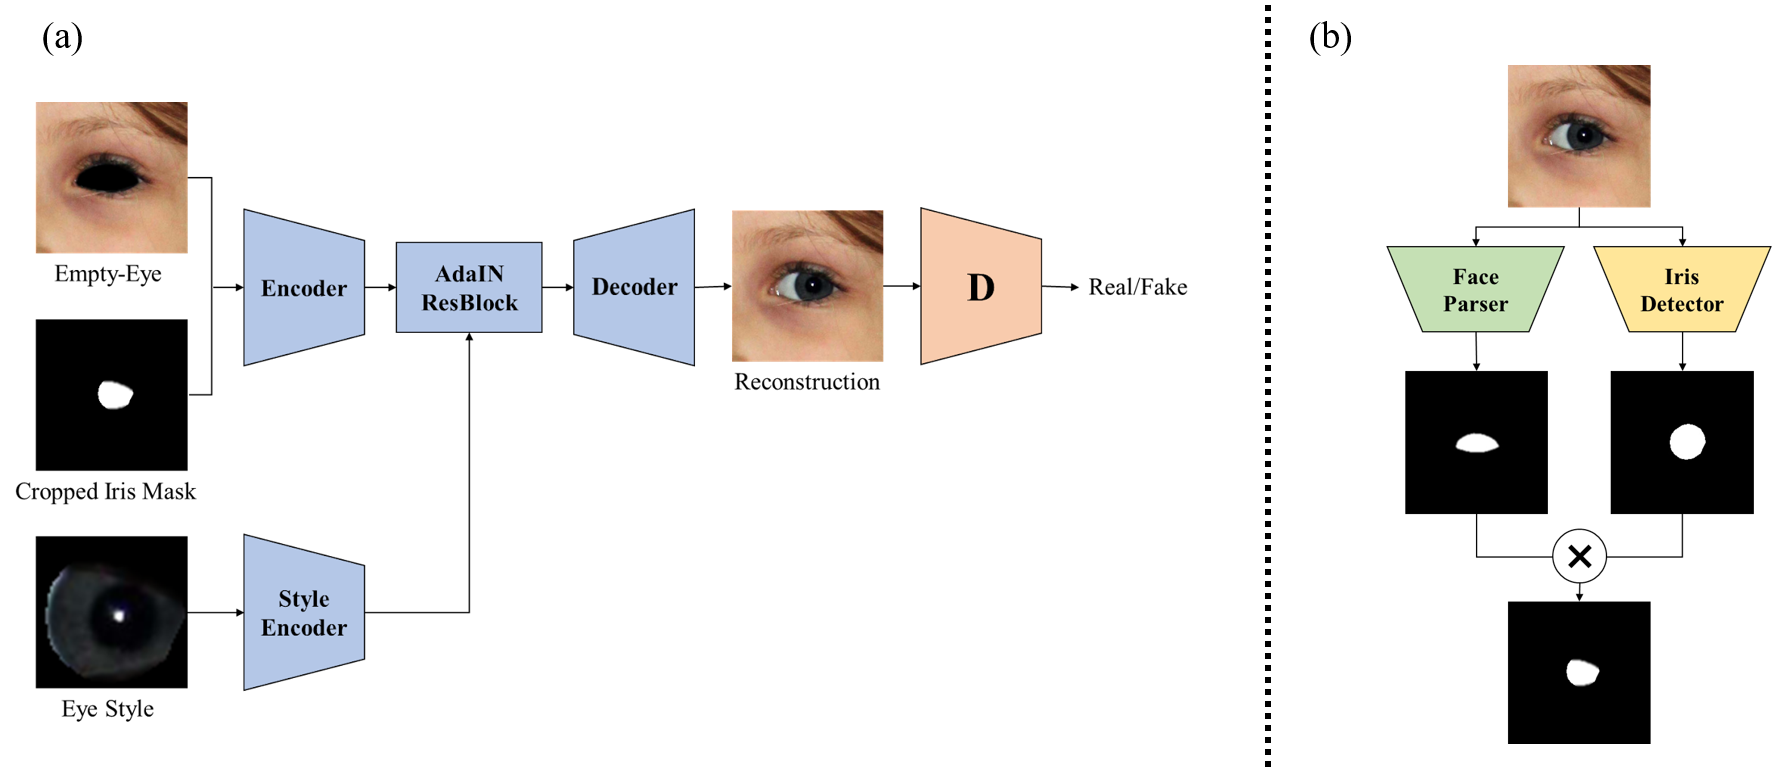 (a)
Empty-Eye
Cropped Iris Mask
Eye Style
Encoder
Style
Encoder
AdaIN
ResBlock
Decoder
Reconstruction
D
Real/Fake
(b)
Face
Parser
Iris
Detector